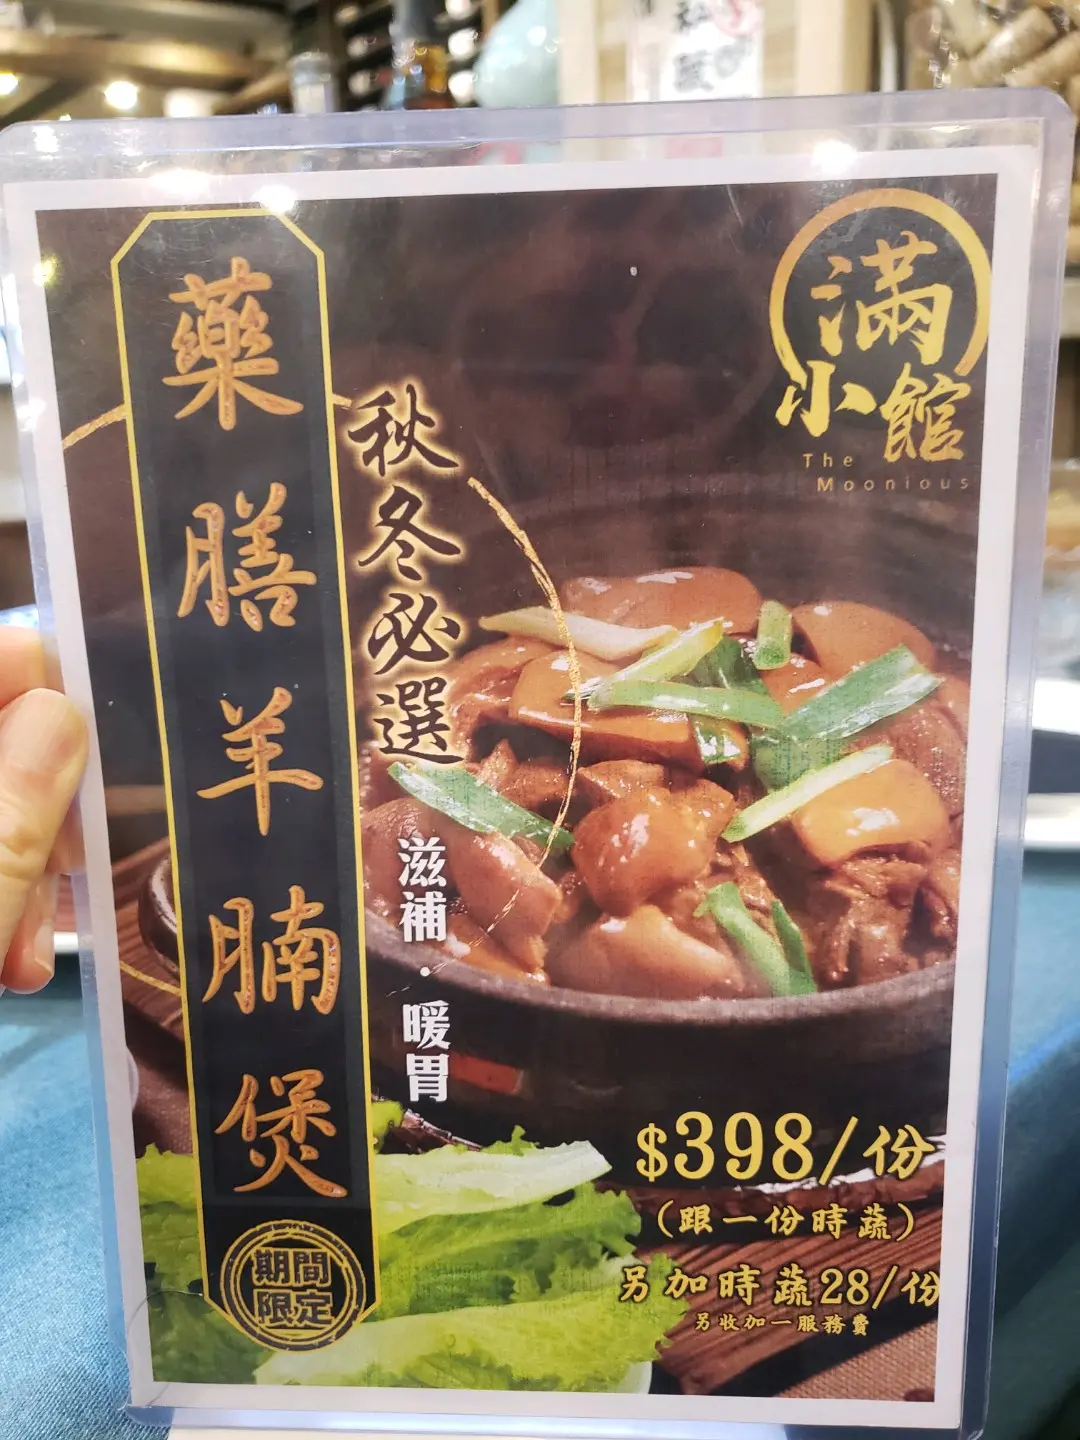 藥膳羊腩煲
期間
限定
秋冬必選
滋補·暖胃
滿
小館
The
Moonious
$398/份
(跟一份時蔬)
另加時蔬28/份
另收加一服務費